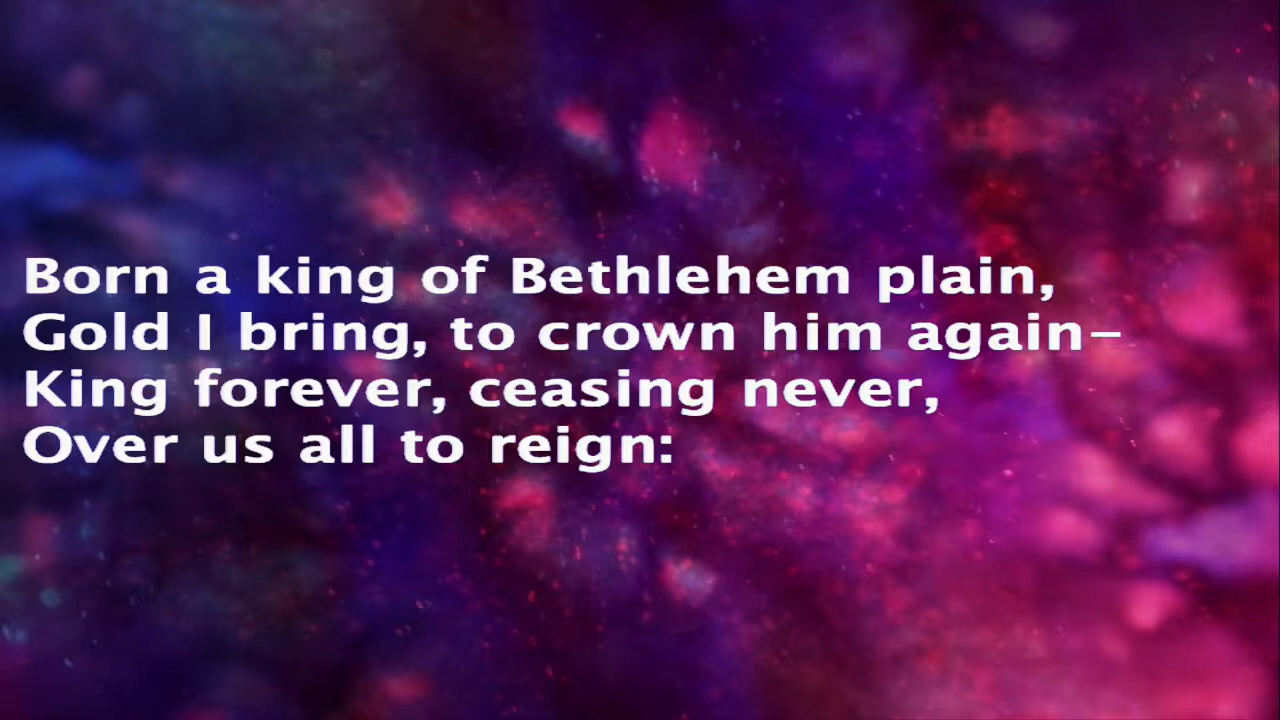 Born a king of Bethlehem plain,
Gold I bring, to crown him again–
King forever, ceasing never,
Over us all to reign: